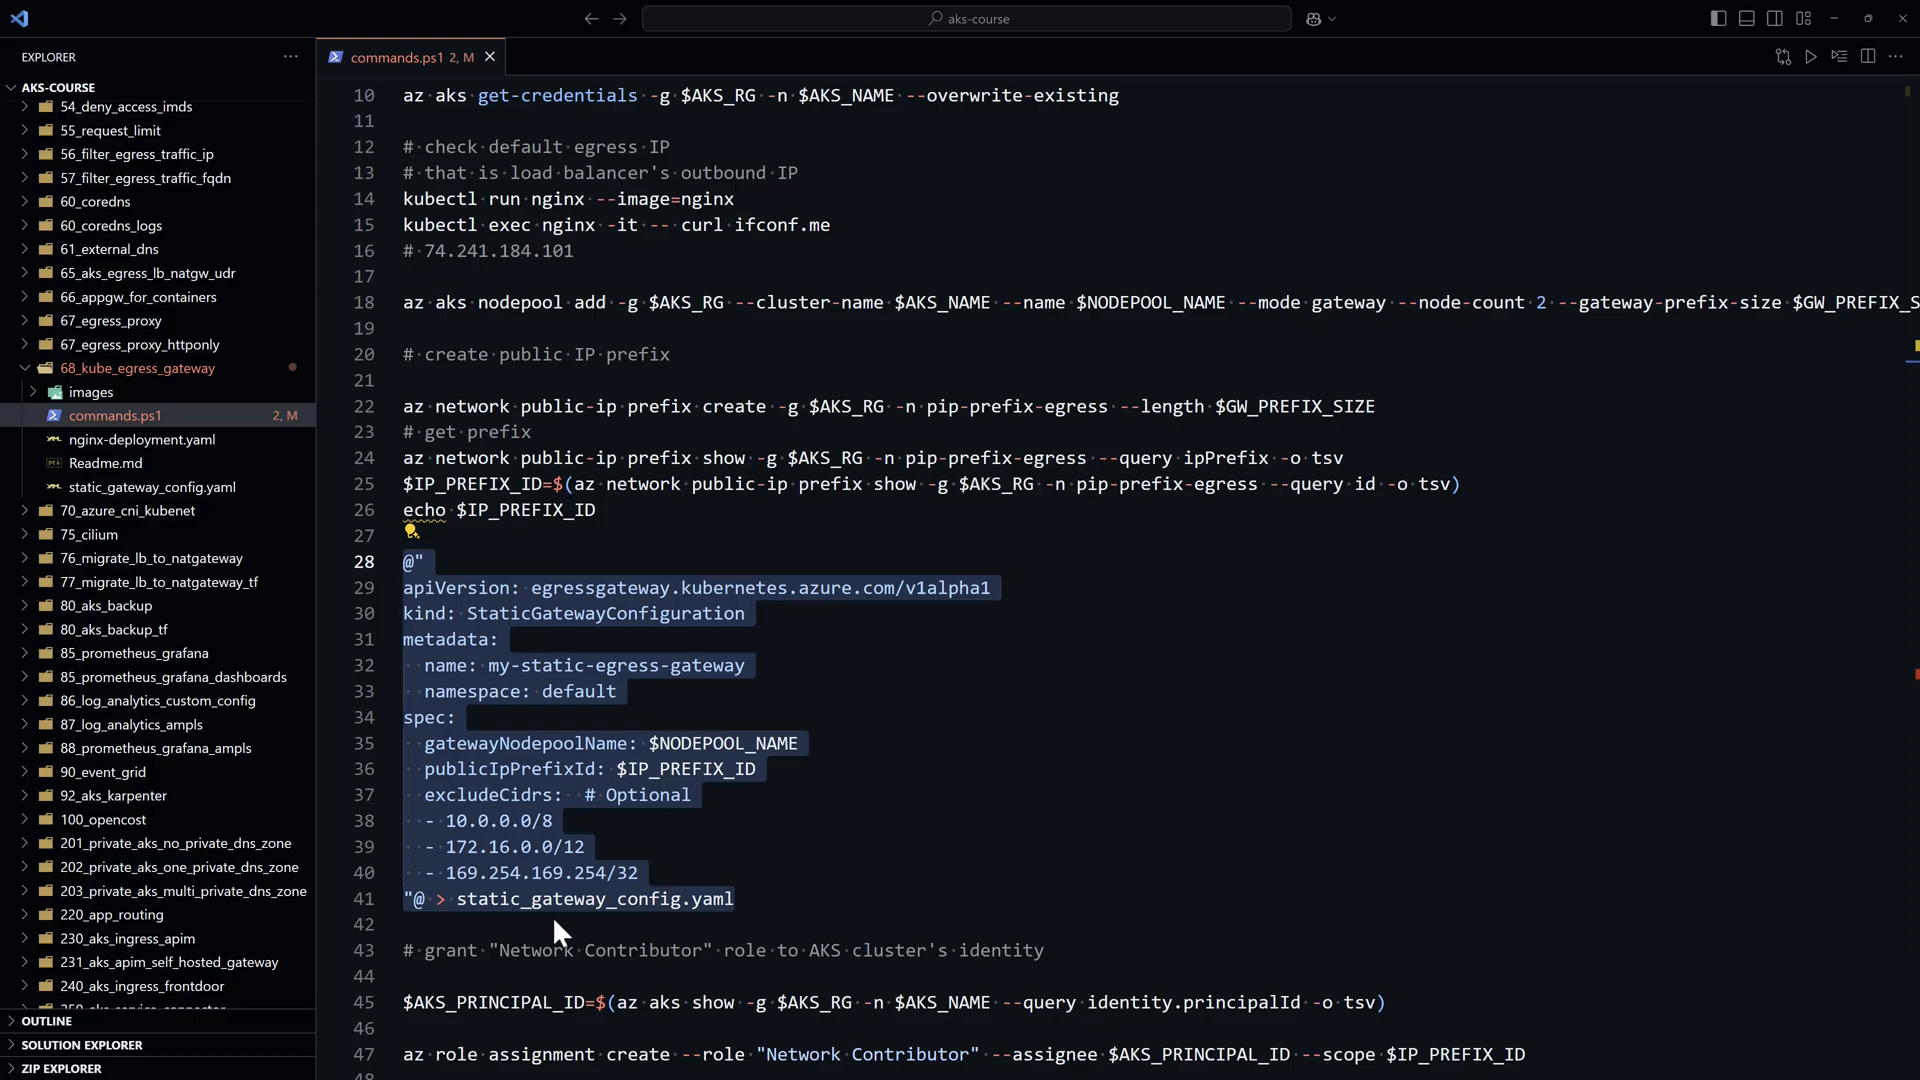 aks-course
EXPLORER
AKS-COURSE
54_deny_access_imds
55_request_limit
56_filter_egress_traffic_ip
57_filter_egress_traffic_fqdn
60_coredns
60_coredns_logs
61_external_dns
65_aks_egress_lb_natgw_udr
66_appgw_for_containers
67_egress_proxy
67_egress_proxy_httponly
68_kube_egress_gateway
images
commands.ps1 2, M
nginx-deployment.yaml
Readme.md
static_gateway_config.yaml
70_azure_cni_kubenet
75_cilium
76_migrate_lb_to_natgateway
77_migrate_lb_to_natgateway_tf
80_aks_backup
80_aks_backup_tf
85_prometheus_grafana
85_prometheus_grafana_dashboards
86_log_analytics_custom_config
87_log_analytics_ampls
88_prometheus_grafana_ampls
90_event_grid
92_aks_karpenter
100_opencost
201_private_aks_no_private_dns_zone
202_private_aks_one_private_dns_zone
203_private_aks_multi_private_dns_zone
220_app_routing
230_aks_ingress_apim
231_aks_apim_self_hosted_gateway
240_aks_ingress_frontdoor
OUTLINE
SOLUTION EXPLORER
ZIP EXPLORER
commands.ps1 2, M
10 az aks get-credentials -g $AKS_RG -n $AKS_NAME --overwrite-existing
11
12 # check default egress IP
13 # that is load balancer's outbound IP
14 kubectl run nginx --image=nginx
15 kubectl exec nginx -it -- curl ifconf.me
16 # 74.241.184.101
17
18 az aks nodepool add -g $AKS_RG --cluster-name $AKS_NAME --name $NODEPOOL_NAME --mode gateway --node-count 2 --gateway-prefix-size $GW_PREFIX_S
19
20 # create public IP prefix
21
22 az network public-ip prefix create -g $AKS_RG -n pip-prefix-egress --length $GW_PREFIX_SIZE
23 # get prefix
24 az network public-ip prefix show -g $AKS_RG -n pip-prefix-egress --query ipPrefix -o tsv
25 $IP_PREFIX_ID=$(az network public-ip prefix show -g $AKS_RG -n pip-prefix-egress --query id -o tsv)
26 echo $IP_PREFIX_ID
27
28 @"
29 apiVersion: egressgateway.kubernetes.azure.com/v1alpha1
30 kind: StaticGatewayConfiguration
31 metadata:
32 name: my-static-egress-gateway
33 namespace: default
34 spec:
35 gatewayNodepoolName: $NODEPOOL_NAME
36 publicIpPrefixId: $IP_PREFIX_ID
37 excludeCidrs: # Optional
38 - 10.0.0.0/8
39 - 172.16.0.0/12
40 - 169.254.169.254/32
41 "@ > static_gateway_config.yaml
42
43 # grant "Network Contributor" role to AKS cluster's identity
44
45 $AKS_PRINCIPAL_ID=$(az aks show -g $AKS_RG -n $AKS_NAME --query identity.principalId -o tsv)
46
47 az role assignment create --role "Network Contributor" --assignee $AKS_PRINCIPAL_ID --scope $IP_PREFIX_ID